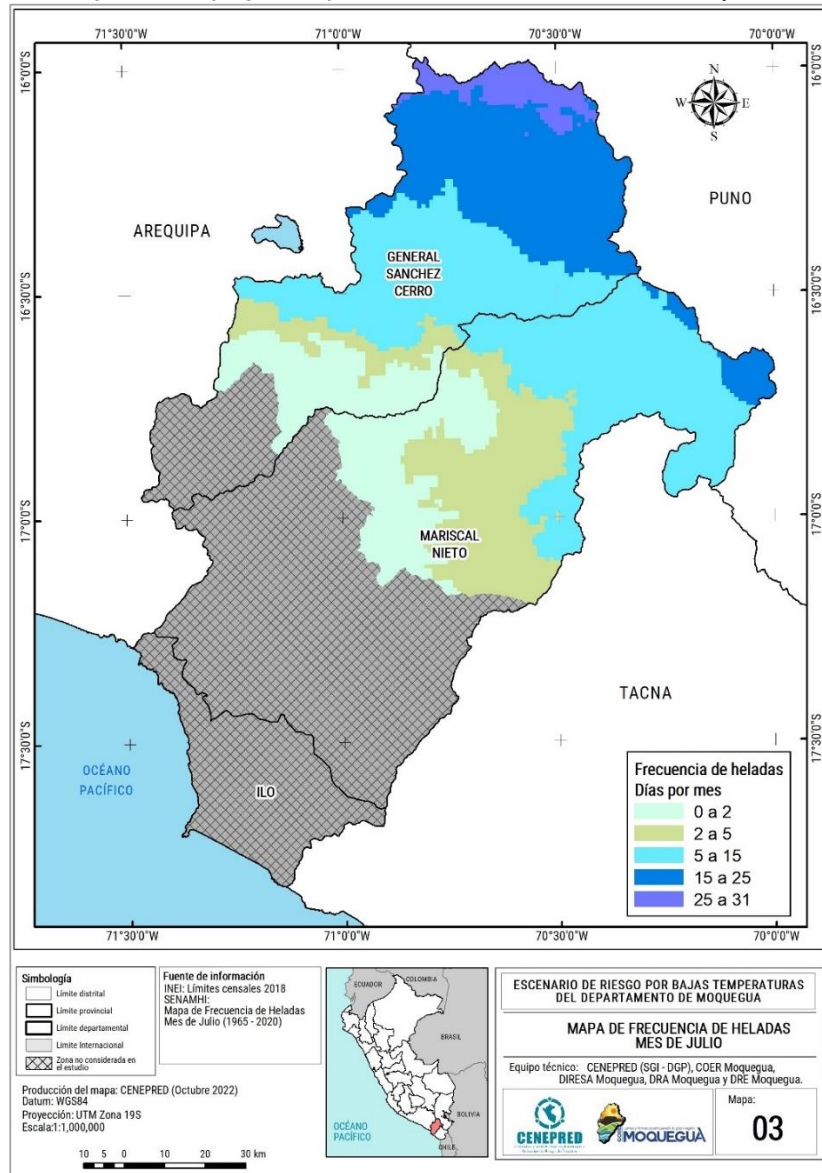 71°30'0"W
71°0'0"W
70°30'0"W
70°0'0"W
16°0'0"S
16°0'0"S
N
W
E
S
PUNO
AREQUIPA
GENERAL
SANCHEZ
CERRO
16°30'0"S
16°30'0"S
17°0'0"S
17°0'0"S
MARISCAL
NIETO
TACNA
17°30'0"S
17°30'0"S
OCÉANO
PACÍFICO
ILO
Frecuencia de heladas
Días por mes
0 a 2
2 a 5
5 a 15
15 a 25
25 a 31
71°30'0"W
71°0'0"W
70°30'0"W
70°0'0"W
Simbología
Límite distrital
Límite provincial
Límite departamental
Límite Internacional
Zona no considerada en
el estudio
Fuente de información
INEI: Límites censales 2018
SENAMHI:
Mapa de Frecuencia de Heladas
Mes de Julio (1965 - 2020)
Producción del mapa: CENEPRED (Octubre 2022)
Datum: WGS84
Proyección: UTM Zona 19S
Escala:1:1,000,000
10 5 0 10 20 30 km
ECUADOR
COLOMBIA
BRASIL
BOLIVIA
CHILE
OCÉANO
PACÍFICO
ESCENARIO DE RIESGO POR BAJAS TEMPERATURAS
DEL DEPARTAMENTO DE MOQUEGUA
MAPA DE FRECUENCIA DE HELADAS
MES DE JULIO
Equipo técnico: CENEPRED (SGI - DGP), COER Moquegua,
DIRESA Moquegua, DRA Moquegua y DRE Moquegua.
CENEPRED
MOQUEGUA
Mapa:
03